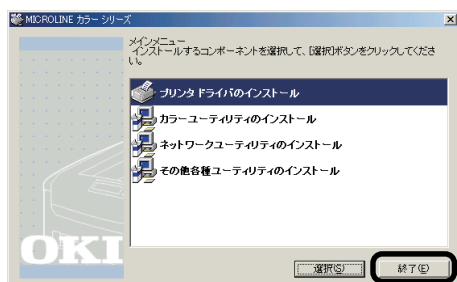 MICROLINE カラー シリーズ
メインメニュー
インストールするコンポーネントを選択して、[選択]ボタンをクリックしてくださ
い。
プリンタ ドライバのインストール
カラーユーティリティのインストール
ネットワークユーティリティのインストール
その他各種ユーティリティのインストール
OKI
選択(S)
終了(E)